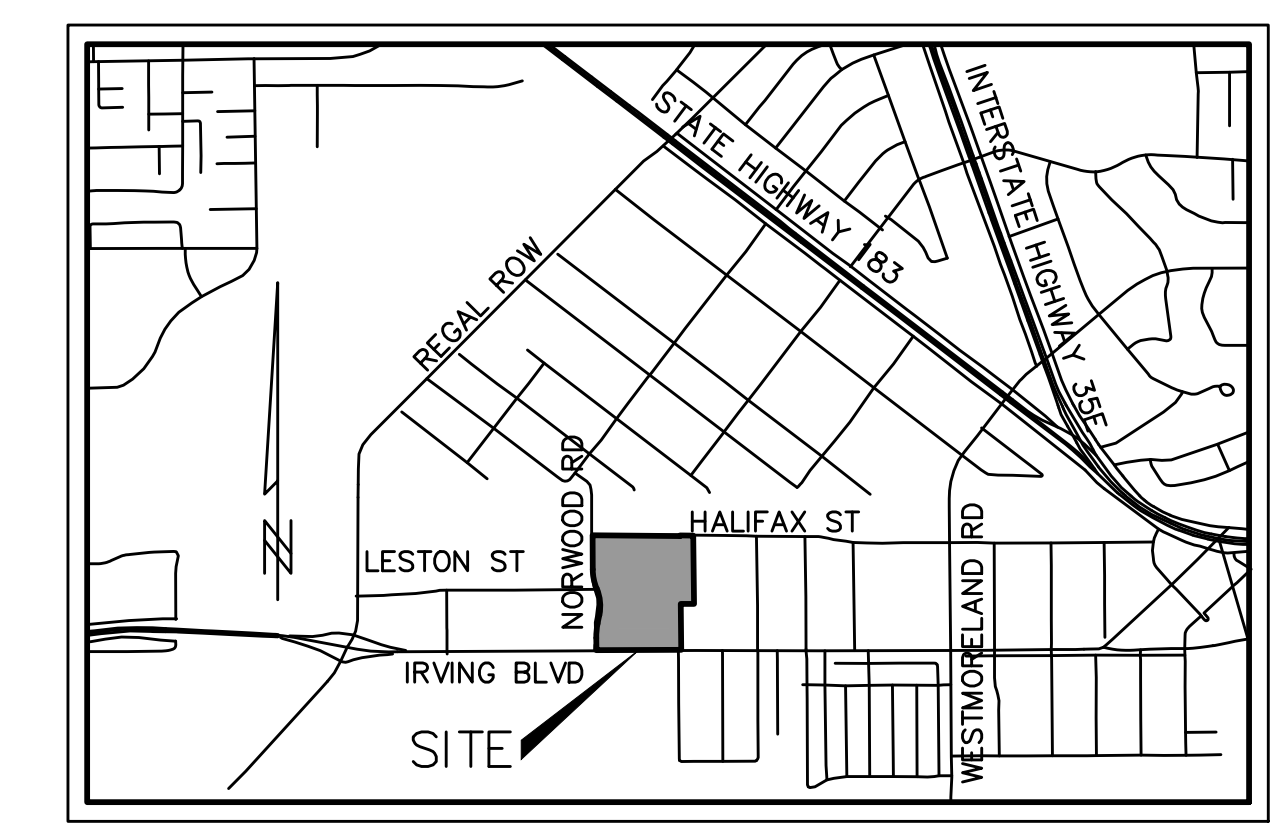 INTERSTATE HIGHWAY 35E
STATE HIGHWAY 183
REGAL ROW
NORWOOD RD
HALIFAX ST
WESTMORELAND RD
LESTON ST
N
IRVING BLVD
SITE